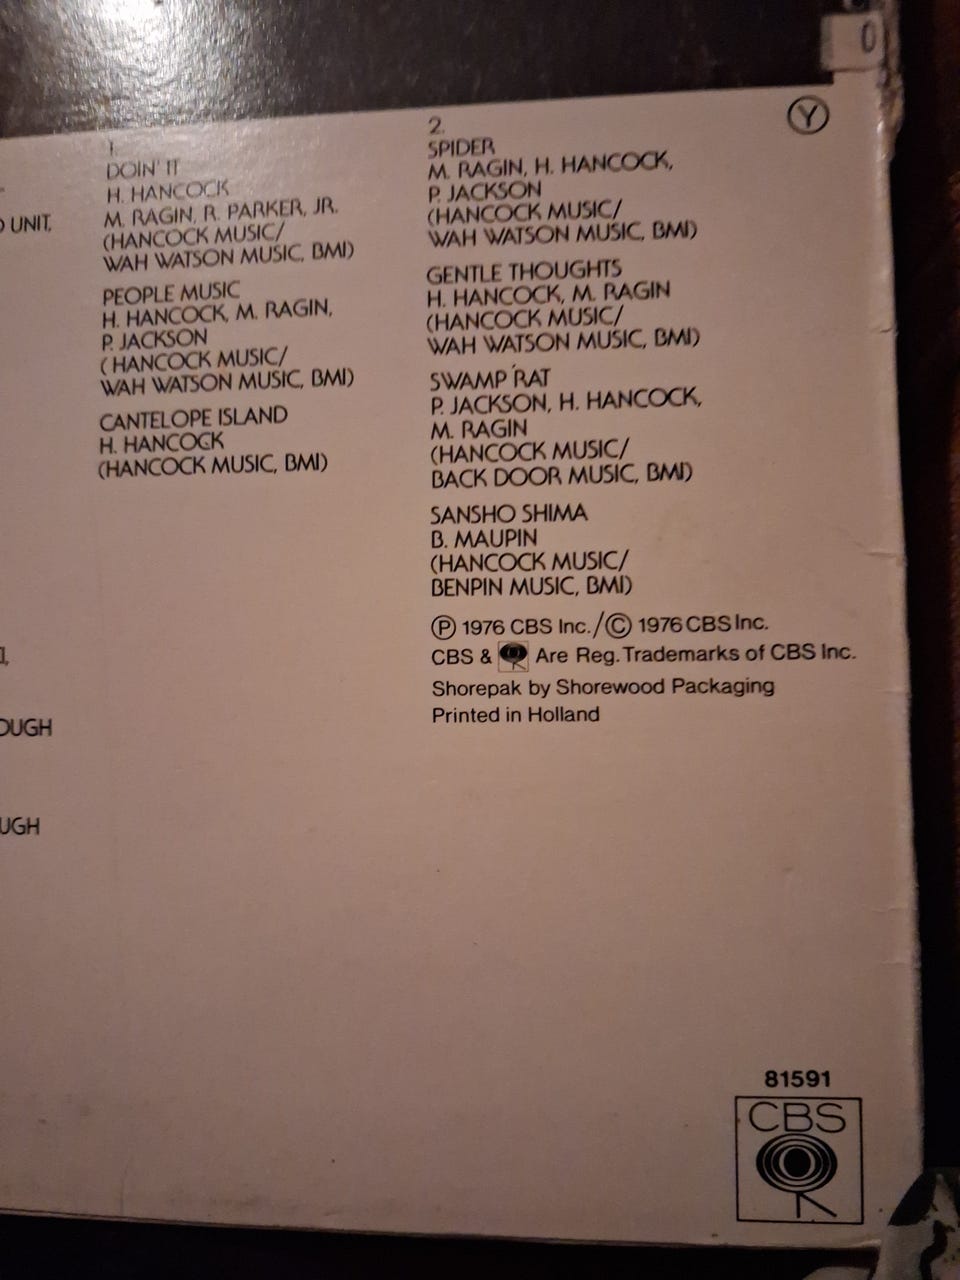 0
Y
UNIT,
OUGH
UGH
1.
DOIN' IT
H. HANCOCK
M. RAGIN, R. PARKER, JR.
(HANCOCK MUSIC/
WAH WATSON MUSIC, BMI)
PEOPLE MUSIC
H. HANCOCK, M. RAGIN,
P. JACKSON
(HANCOCK MUSIC/
WAH WATSON MUSIC, BMI)
CANTELOPE ISLAND
H. HANCOCK
(HANCOCK MUSIC, BMI)
2.
SPIDER
M. RAGIN, H. HANCOCK,
P. JACKSON
(HANCOCK MUSIC/
WAH WATSON MUSIC, BMI)
GENTLE THOUGHTS
H. HANCOCK, M. RAGIN
(HANCOCK MUSIC/
WAH WATSON MUSIC, BMI)
SWAMP RAT
P. JACKSON, H. HANCOCK,
M. RAGIN
(HANCOCK MUSIC/
BACK DOOR MUSIC, BMI)
SANSHO SHIMA
B. MAUPIN
(HANCOCK MUSIC/
BENPIN MUSIC, BMI)
Ⓟ 1976 CBS Inc./Ⓒ 1976 CBS Inc.
CBS & Are Reg. Trademarks of CBS Inc.
Shorepak by Shorewood Packaging
Printed in Holland
81591
CBS